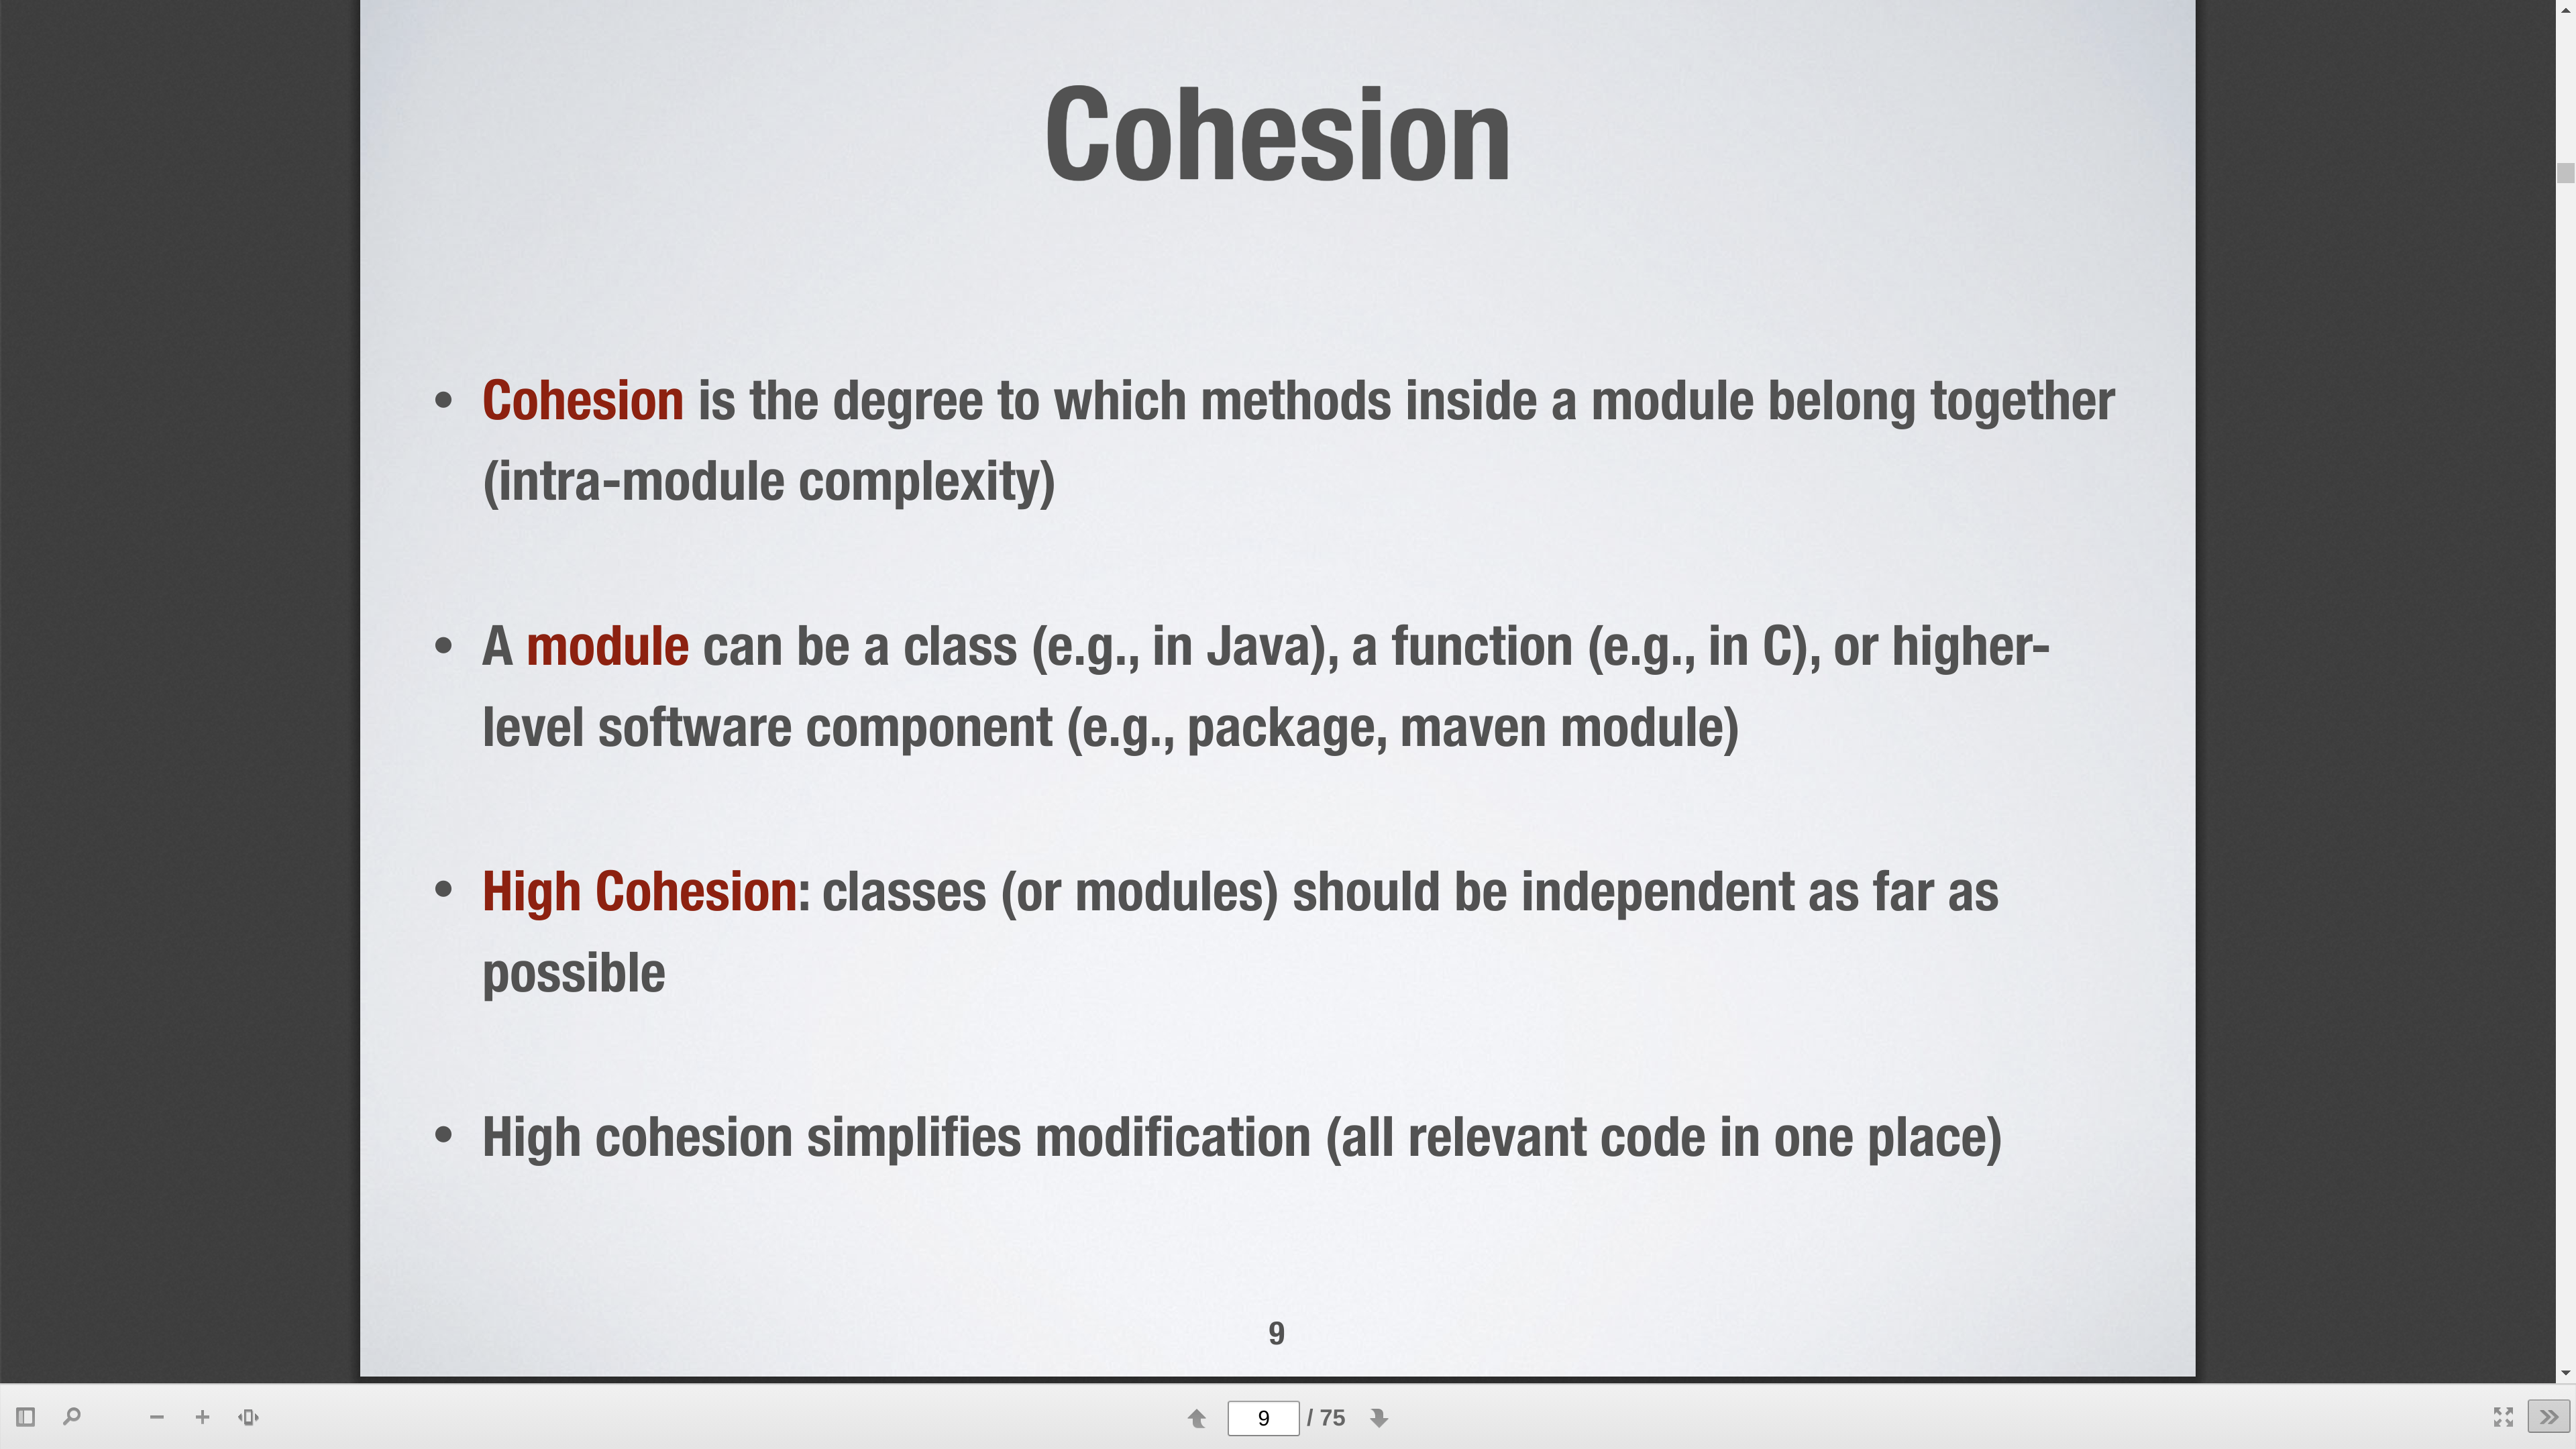 Cohesion
• Cohesion is the degree to which methods inside a module belong together
(intra-module complexity)
• A module can be a class (e.g., in Java), a function (e.g., in C), or higher-
level software component (e.g., package, maven module)
• High Cohesion: classes (or modules) should be independent as far as
possible
• High cohesion simplifies modification (all relevant code in one place)
9
9 / 75